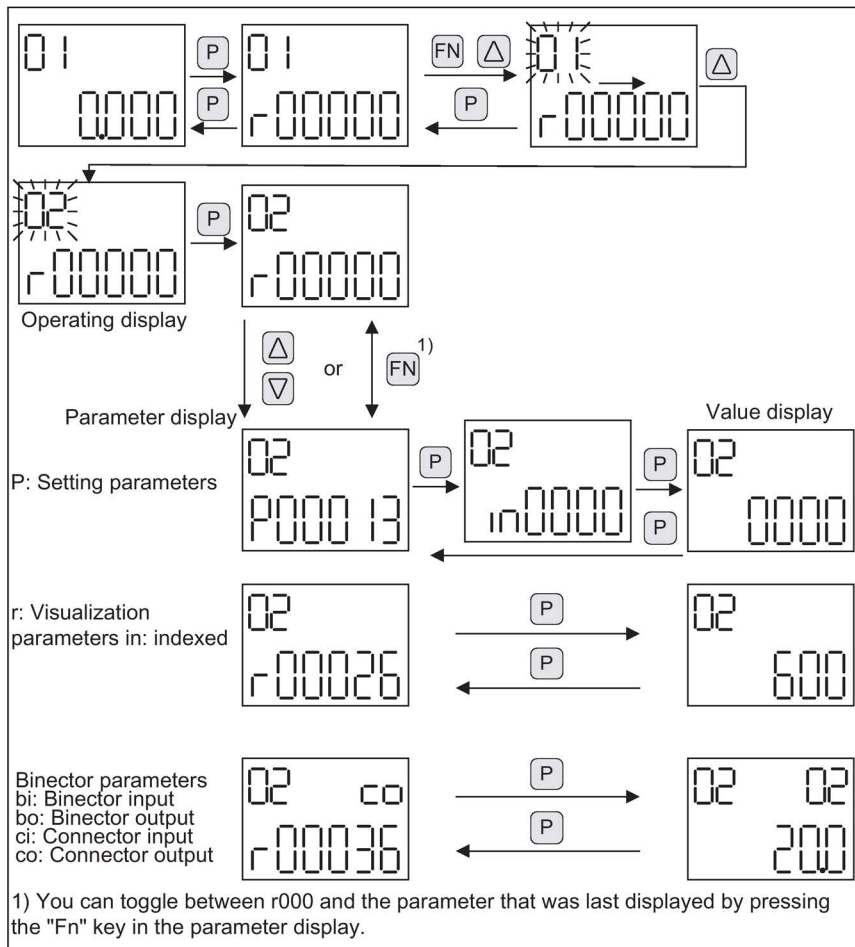 01 P 01 FN △ 01 △
0.000 P r00000 P r00000
02 P 02
r00000 r00000
Operating display
△ or FN 1)
▽
Parameter display Value display
02 P 02 P 02
P: Setting parameters
P00013 in0000 P 0000
r: Visualization 02 P 02
parameters in: indexed
r00026 P 600
Binector parameters 02 co P 02 02
bi: Binector input
bo: Binector output
ci: Connector input r00036 P 20.0
co: Connector output
1) You can toggle between r000 and the parameter that was last displayed by pressing
the "Fn" key in the parameter display.